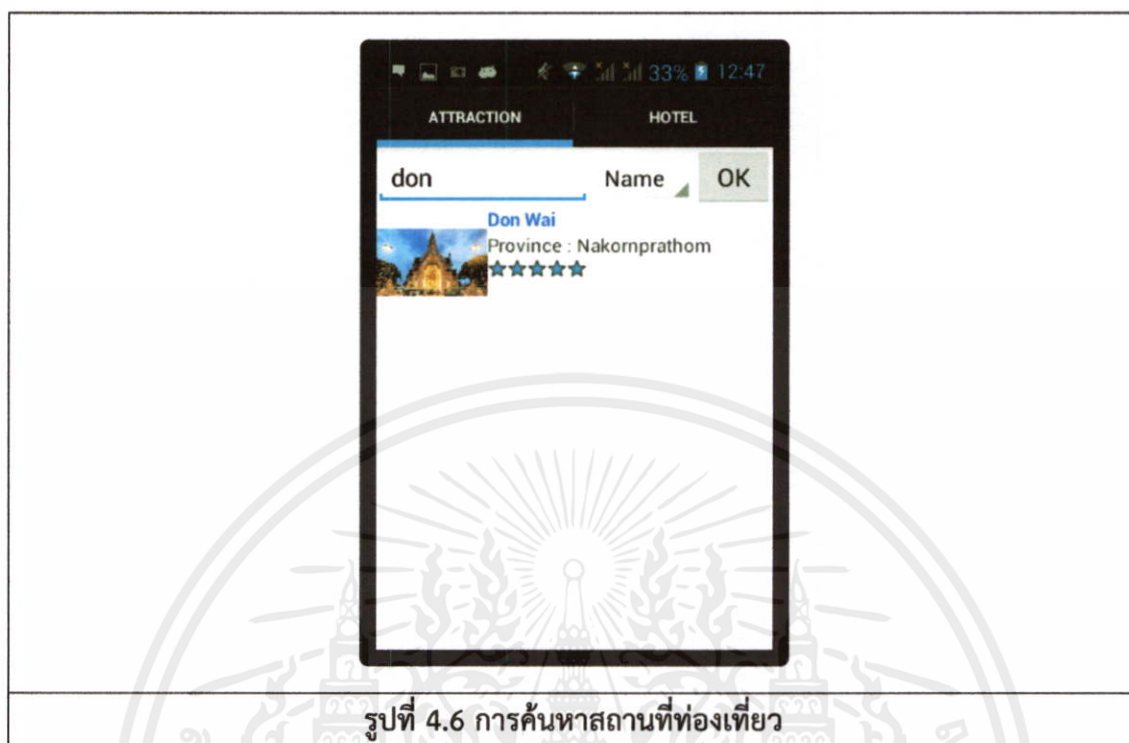 33% 12:47
ATTRACTION HOTEL
don Name OK
Don Wai
Province : Nakornprathom
รูปที่ 4.6 การค้นหาสถานที่ท่องเที่ยว